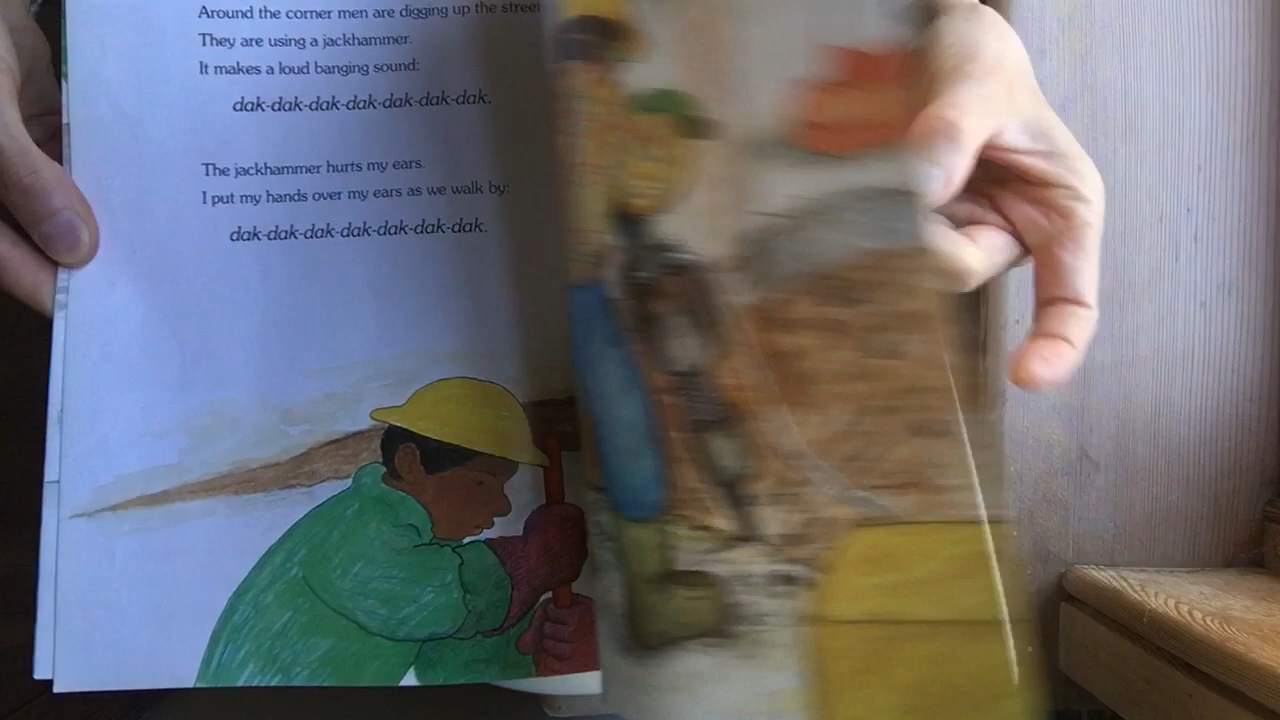 Around the corner men are digging up the street
They are using a jackhammer.
It makes a loud banging sound:
dak-dak-dak-dak-dak-dak-dak.
The jackhammer hurts my ears.
I put my hands over my ears as we walk by:
dak-dak-dak-dak-dak-dak-dak.